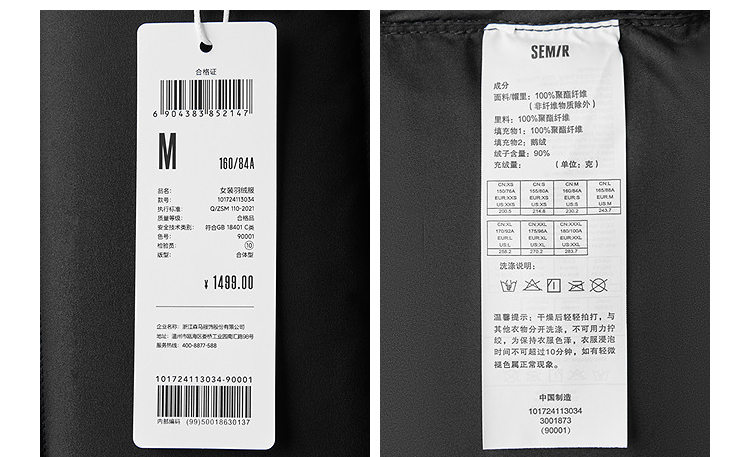 合格证
6904383852147
M
160/84A
品名: 女装羽绒服
款号: 101724113034
执行标准: Q/ZSM 110-2021
质量等级: 合格品
安全技术类别: 符合GB 18401 C类
色号: 90001
检验员: 10
版型: 合体型
¥ 1499.00
企业名称: 浙江森马服饰股份有限公司
地址: 温州市瓯海区娄桥工业园南汇路98号
服务热线: 400-8877-588
101724113034-90001
内部编码 (99)50018630137
SEMIR
成分
面料/帽里: 100%聚酯纤维
(非纤维物质除外)
里料: 100%聚酯纤维
填充物1: 100%聚酯纤维
填充物2: 鹅绒
绒子含量: 90%
充绒量: (单位: 克)
CN:XS CN:S CN:M CN:L
150/76A 155/80A 160/84A 165/88A
EUR:XXS EUR:XS EUR:S EUR:M
US:XXS US:XS US:S US:M
200.5 214.8 230.2 243.7
CN:XL CN:XXL CN:XXXL
170/92A 175/96A 180/100A
EUR:L EUR:XL EUR:XXL
US:L US:XL US:XXL
258.2 270.2 283.7
洗涤说明:
温馨提示: 干燥后轻轻拍打, 与
其他衣物分开洗涤, 不可用力拧
绞, 为保持衣服色泽, 衣服浸泡
时间不可超过10分钟, 如有轻微
褪色属正常现象。
中国制造
101724113034
3001873
(90001)